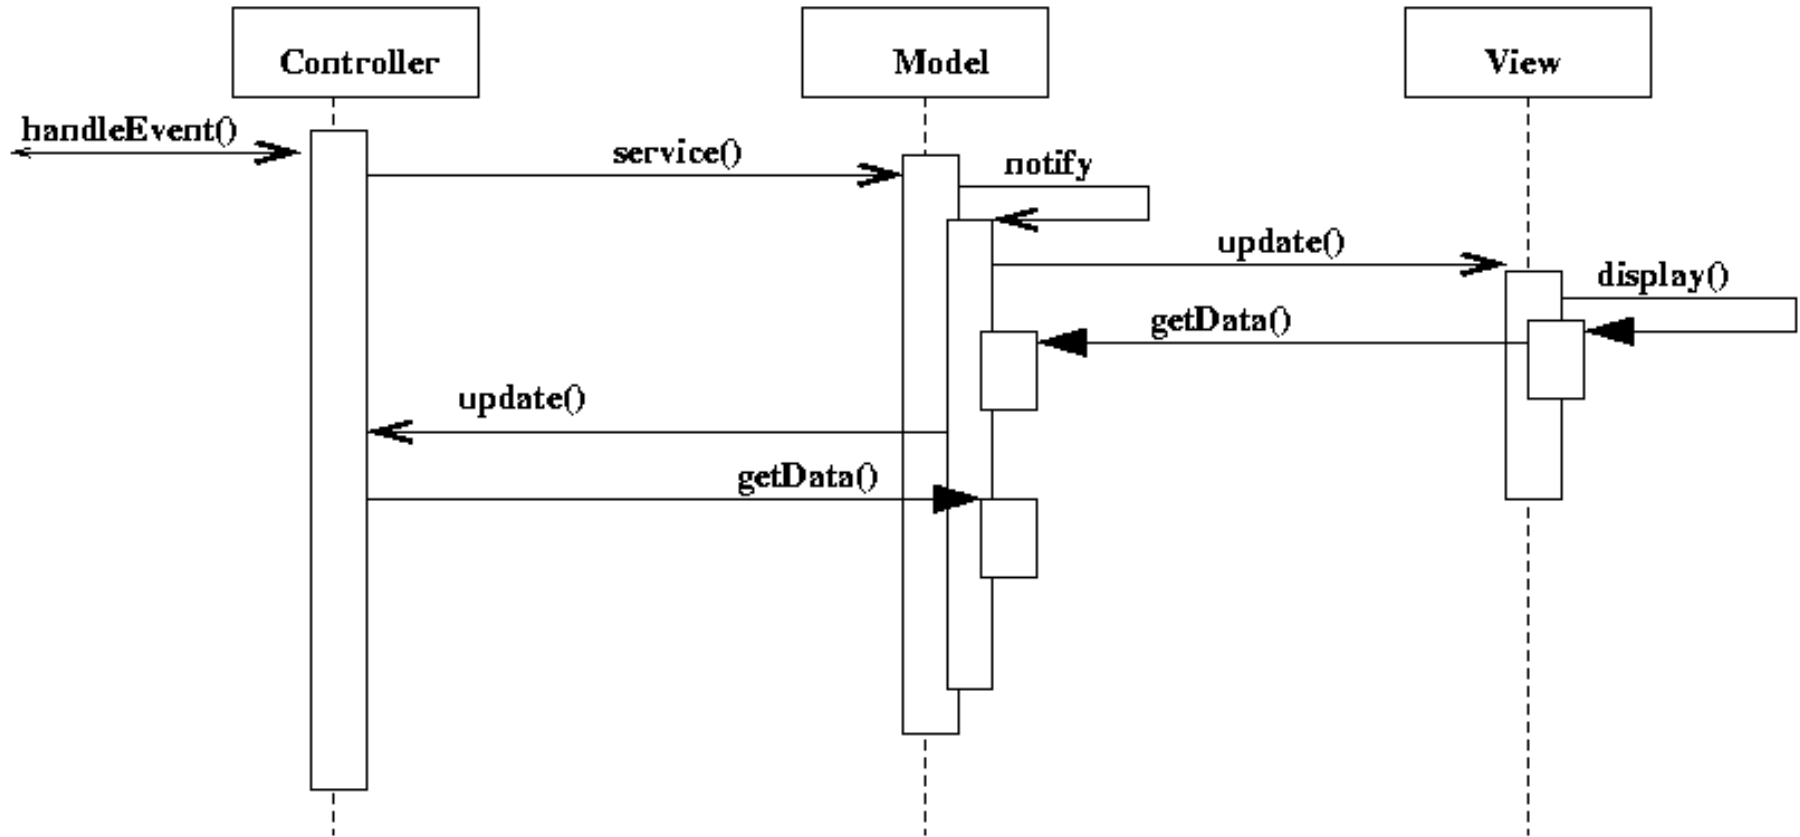 Controller
Model
View
handleEvent()
service()
notify
update()
display()
getData()
update()
getData()